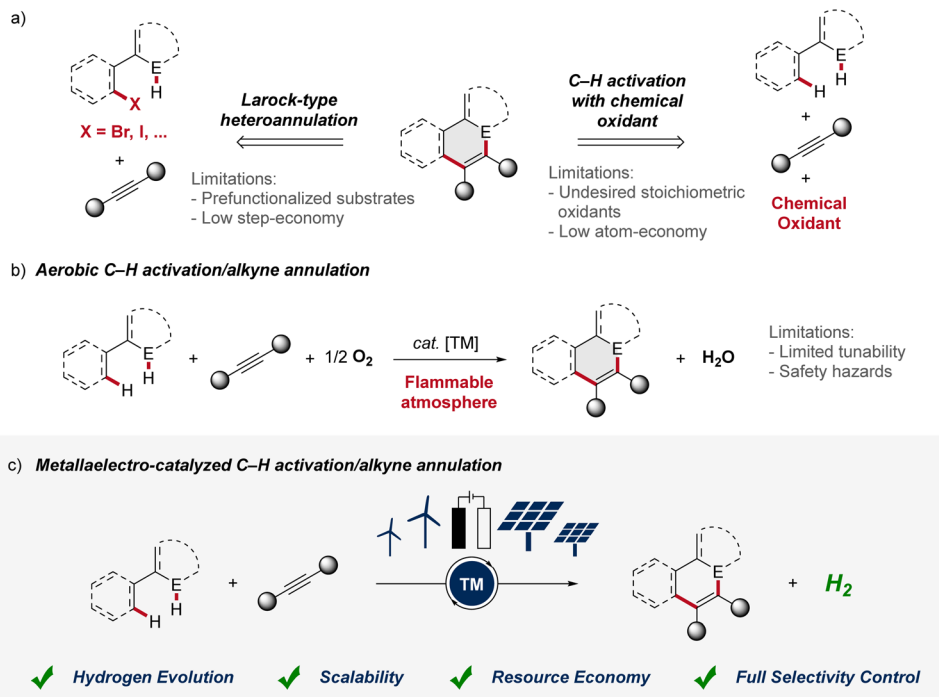 a)
E
H
X
X = Br, I, ...
+
Larock-type
heteroannulation
Limitations:
- Prefunctionalized substrates
- Low step-economy
E
C–H activation
with chemical
oxidant
Limitations:
- Undesired stoichiometric
oxidants
- Low atom-economy
E
H
H
+
+
Chemical
Oxidant
b) Aerobic C–H activation/alkyne annulation
E
H
H
+
+ 1/2 O₂
cat. [TM]
Flammable
atmosphere
E
+ H₂O
Limitations:
- Limited tunability
- Safety hazards
c) Metallaelectro-catalyzed C–H activation/alkyne annulation
E
H
H
+
TM
E
+ H₂
Hydrogen Evolution
Scalability
Resource Economy
Full Selectivity Control